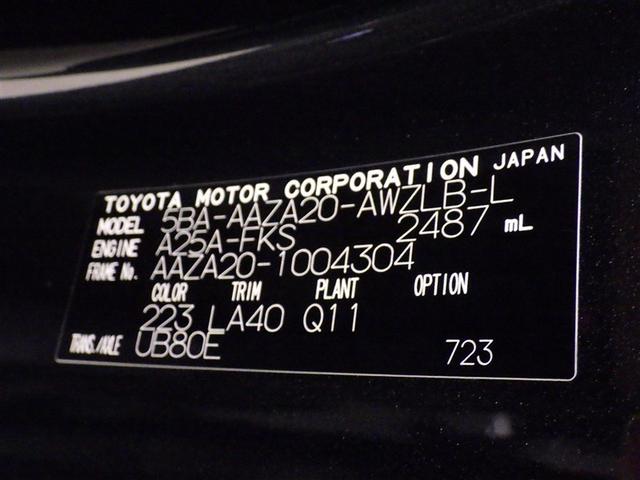 TOYOTA MOTOR CORPORATION JAPAN
MODEL 5BA-AAZA20-AWZLB-L
ENGINE A25A-FKS 2487 mL
FRAME No. AAZA20-1004304
COLOR TRIM PLANT OPTION
223 LA40 Q11
TRANS./AXLE UB80E 723